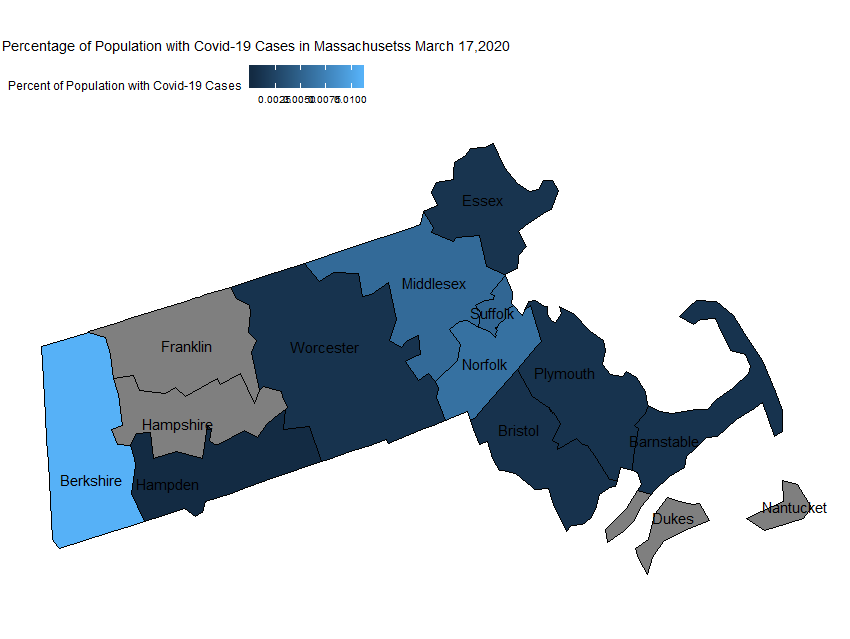 Percentage of Population with Covid-19 Cases in Massachusetss March 17,2020
Percent of Population with Covid-19 Cases
0.0025 0.0050 0.0075 0.0100
Essex
Middlesex
Suffolk
Franklin
Worcester
Norfolk
Plymouth
Hampshire
Bristol
Barnstable
Berkshire
Hampden
Nantucket
Dukes